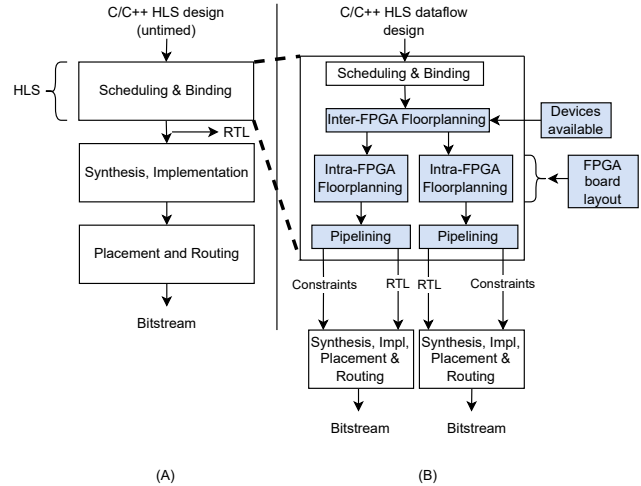 C/C++ HLS design
(untimed)
HLS
Scheduling & Binding
RTL
Synthesis, Implementation
Placement and Routing
Bitstream
(A)
C/C++ HLS dataflow
design
Scheduling & Binding
Inter-FPGA Floorplanning
Devices
available
Intra-FPGA
Floorplanning
Intra-FPGA
Floorplanning
FPGA
board
layout
Pipelining
Pipelining
Constraints
RTL
RTL
Constraints
Synthesis, Impl,
Placement &
Routing
Synthesis, Impl,
Placement &
Routing
Bitstream
Bitstream
(B)